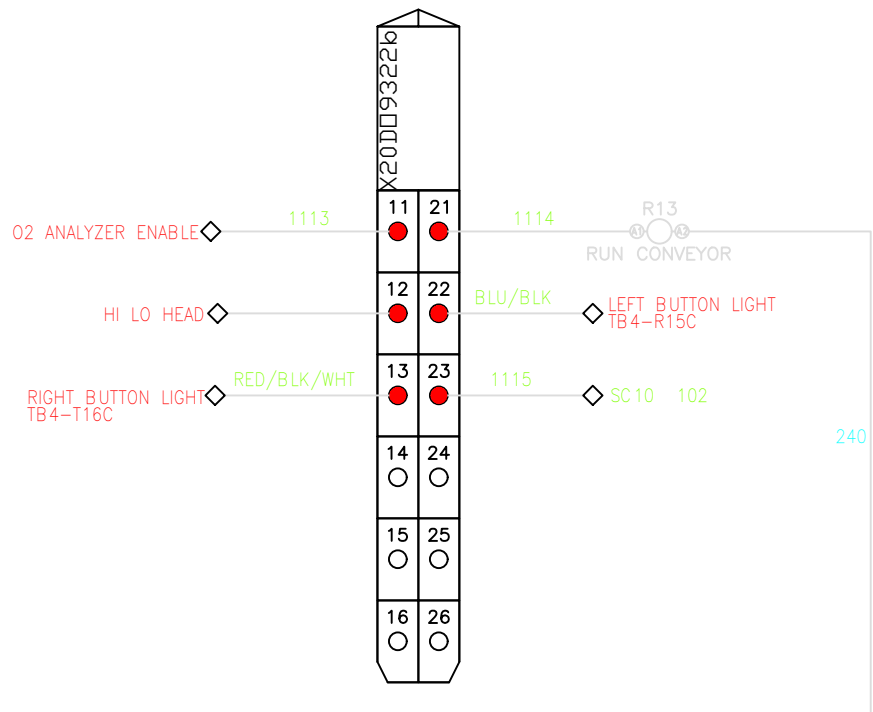 X20DO9322b
11 21
1113
1114
R13
O2 ANALYZER ENABLE
A1 A2
RUN CONVEYOR
12 22
BLU/BLK
HI LO HEAD
LEFT BUTTON LIGHT
TB4-R15C
13 23
RED/BLK/WHT
1115
RIGHT BUTTON LIGHT
TB4-T16C
SC10 102
240
14 24
15 25
16 26